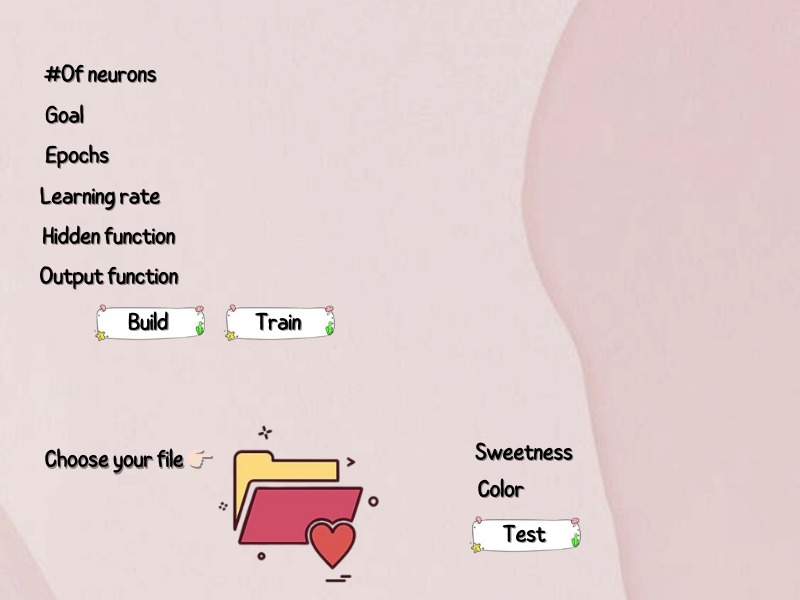 #Of neurons
Goal
Epochs
Learning rate
Hidden function
Output function
Build
Train
Choose your file
Sweetness
Color
Test